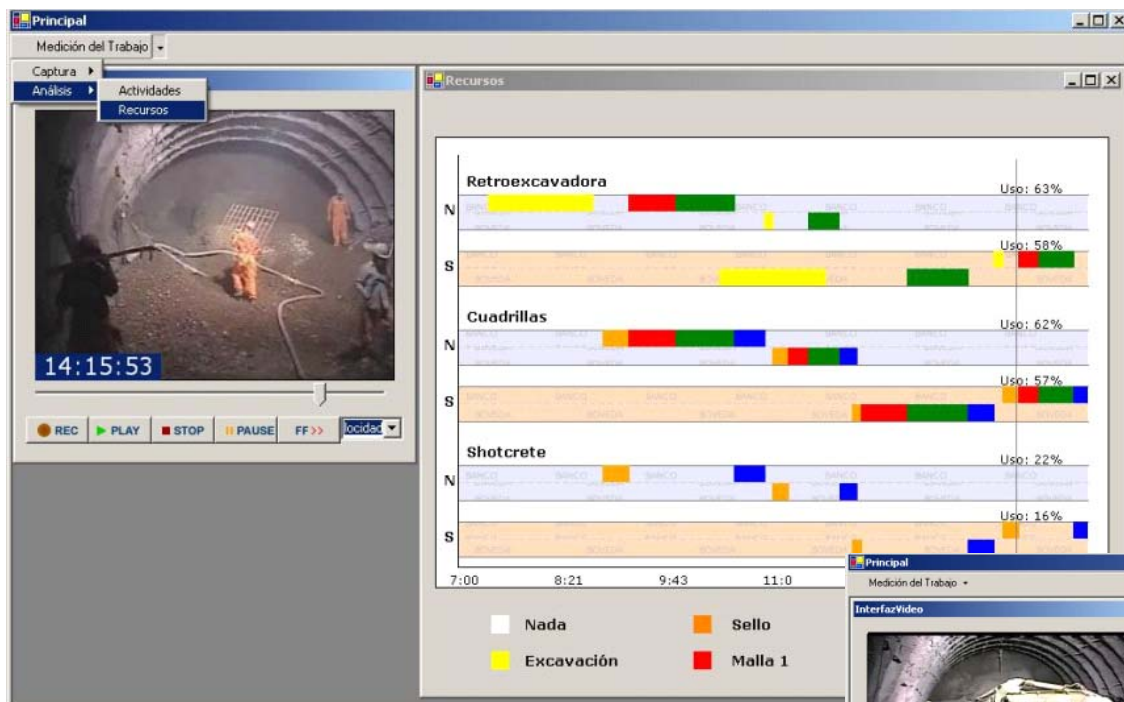 Principal
Medición del Trabajo
Captura
Análisis
Actividades
Recursos
14:15:53
REC
PLAY
STOP
PAUSE
FF>>
locidad
Recursos
Retroexcavadora
Uso: 63%
N
Uso: 58%
S
Cuadrillas
Uso: 62%
N
Uso: 57%
S
Shotcrete
Uso: 22%
N
Uso: 16%
S
7:00 8:21 9:43 11:0
Nada
Sello
Excavación
Malla 1
Principal
Medición del Trabajo
InterfazVideo